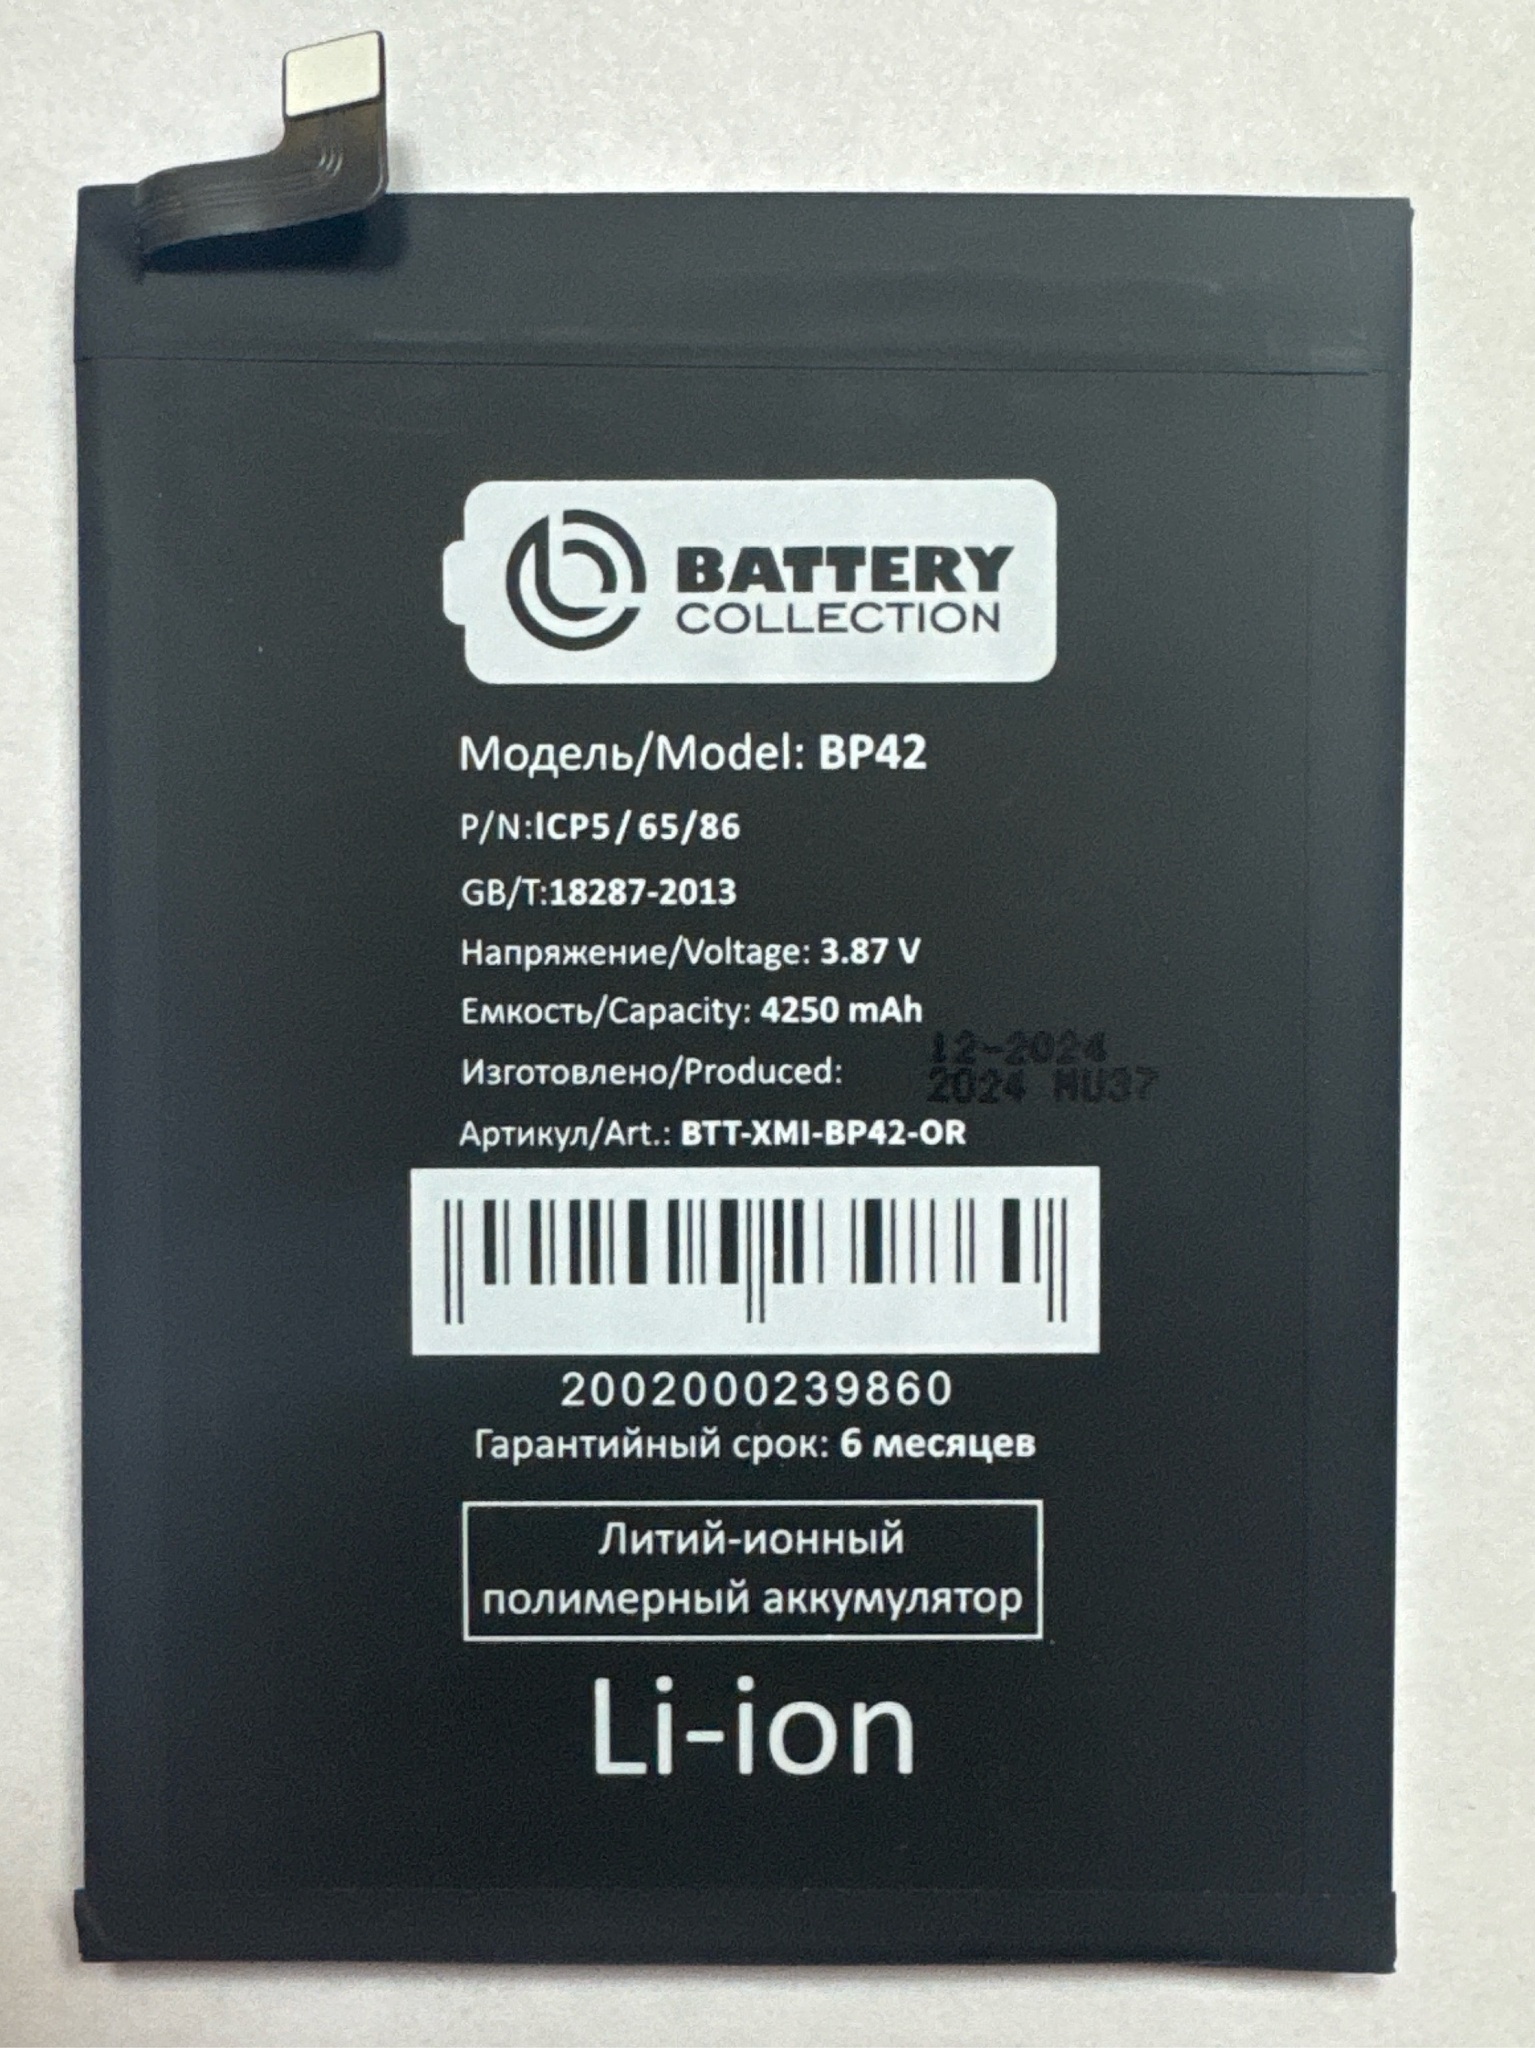 BATTERY
COLLECTION
Модель/Model: BP42
P/N:ICP5/65/86
GB/T:18287-2013
Напряжение/Voltage: 3.87 V
Емкость/Capacity: 4250 mAh
Изготовлено/Produced: 12-2024
2024 MU37
Артикул/Art.: BTT-XMI-BP42-OR
2002000239860
Гарантийный срок: 6 месяцев
Литий-ионный
полимерный аккумулятор
Li-ion